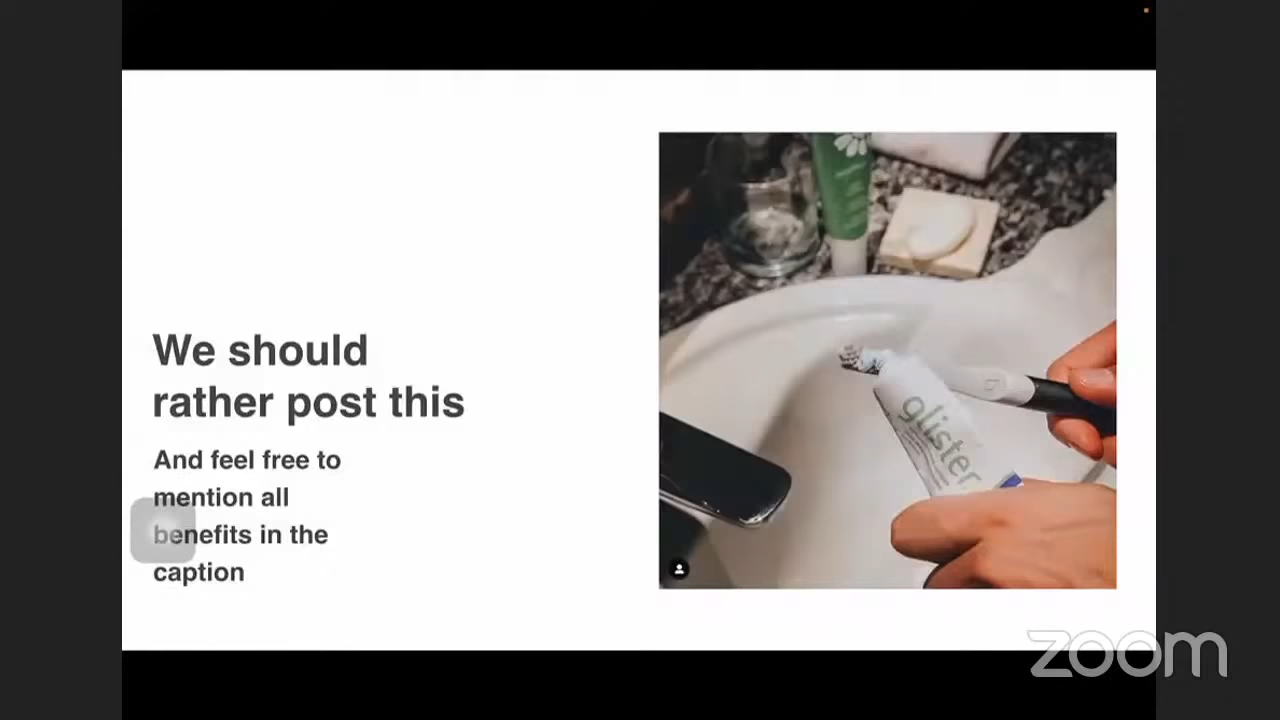 We should
rather post this
And feel free to
mention all
benefits in the
caption
glister
zoom